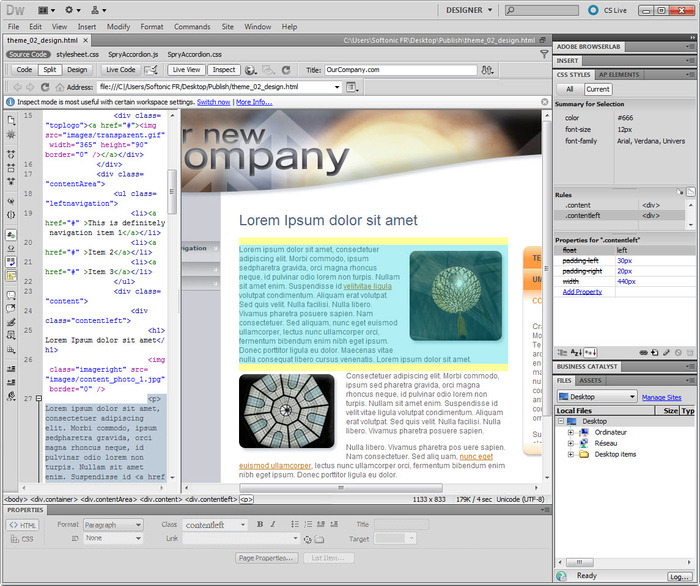 Dw DESIGNER CS Live
File Edit View Insert Modify Format Commands Site Window Help
theme_02_design.html C:\Users\Softonic FR\Desktop\Publish\theme_02_design.html
Source Code stylesheet.css SpryAccordion.js SpryAccordion.css
Code Split Design Live Code Live View Inspect Title: OurCompany.com
Address: file:///C|/Users/Softonic FR/Desktop/Publish/theme_02_design.html
Inspect mode is most useful with certain workspace settings. Switch now | More Info...
15 <div class=
"toplogo"><a href="#"><img
src="images/transparent.gif"
width="365" height="90"
border="0" /></a></div>
16 </div>
17 <div class=
"contentArea">
18 <ul class=
"leftnavigation">
19 <li><a
href="#" >This is definitely
navigation item 1</a></li>
20 <li><a
href="#" >Item 2</a></li>
21 <li><a
href="#" >Item 3</a></li>
22 </ul>
23 <div class=
"content">
24 <div
class="contentleft">
25 <h1>
Lorem Ipsum dolor sit amet</
h1>
26 <img
class="imageright" src=
"images/content_photo_1.jpg"
border="0" />
27 <p>
Lorem ipsum dolor sit amet,
consectetuer adipiscing
elit. Morbi commodo, ipsum
sed pharetra gravida, orci
magna rhoncus neque, id
pulvinar odio lorem non
turpis. Nullam sit amet
enim. Suspendisse id <a href
r new
ompany
Lorem Ipsum dolor sit amet
vigation
Lorem ipsum dolor sit amet, consectetuer
adipiscing elit. Morbi commodo, ipsum
sedpharetra gravida, orci magna rhoncus
neque, id pulvinar odio lorem non turpis. Nullam
sit amet enim. Suspendisse id velitvitae ligula
volutpat condimentum. Aliquam erat volutpat.
Sed quis velit. Nulla facilisi. Nulla libero.
Vivamus pharetra posuere sapien. Nam
consectetuer. Sed aliquam, nunc eget euismod
ullamcorper, lectus nunc ullamcorper orci,
fermentum bibendum enim nibh eget ipsum.
Donec porttitor ligula eu dolor. Maecenas vitae
nulla consequat libero cursus venenatis. Lorem ipsum dolor sit amet.
Consectetuer adipiscing elit. Morbi commodo,
ipsum sed pharetra gravida, orci magna
rhoncus neque, id pulvinar odio lorem non
turpis. Nullam sit amet enim. Suspendisse id
velit vitae ligula volutpat condimentum. Aliquam
erat volutpat. Sed quis velit. Nulla facilisi. Nulla
libero. Vivamus pharetra posuere sapien.
Nulla libero. Vivamus pharetra pos uere sapien.
Nam consectetuer. Sed aliq uam, nunc eget
euismod ullamcorper, lectus nunc ullamcorper orci, fermentum bibendum enim
nibh eget ipsum. Donec porttitor ligula eu dolor.
TE
UM
CO
Cra
<body> <div.container> <div.contentArea> <div.content> <div.contentleft> <p> 1133 x 833 179K / 4 sec Unicode (UTF-8)
PROPERTIES
<> HTML Format Paragraph Class contentleft B I Title
CSS ID None Link Target
Page Properties... List Item...
ADOBE BROWSERLAB
INSERT
CSS STYLES AP ELEMENTS
All Current
Summary for Selection
color #666
font-size 12px
font-family Arial, Verdana, Univers
Rules
.content <div>
.contentleft <div>
Properties for ".contentleft"
float left
padding-left 30px
padding-right 20px
width 440px
Add Property
BUSINESS CATALYST
FILES ASSETS
Desktop Manage Sites
Local Files Size Typ
Desktop
Ordinateur
Réseau
Desktop items
Ready Log...